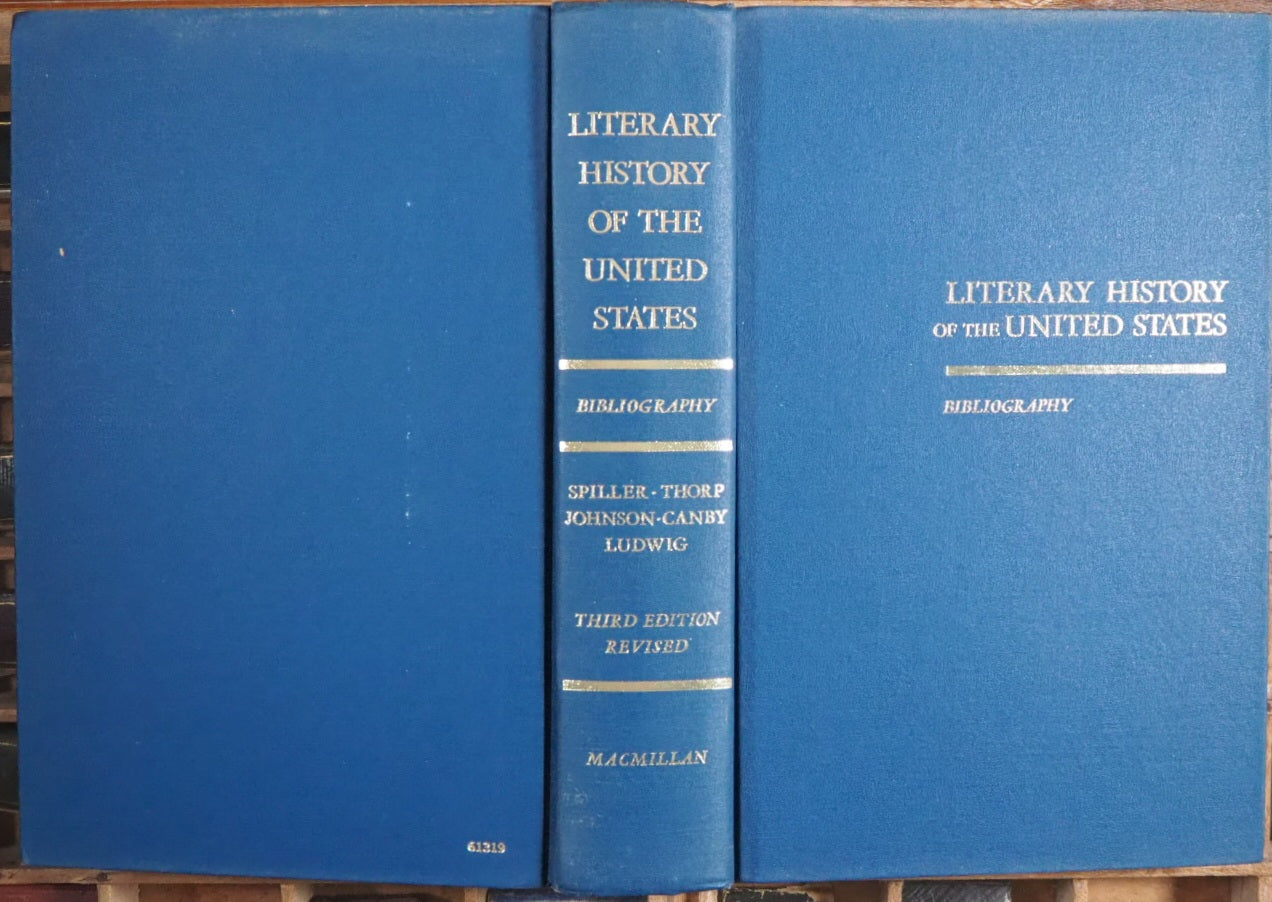 LITERARY
HISTORY
OF THE
UNITED
STATES
BIBLIOGRAPHY
SPILLER - THORP
JOHNSON-CANBY
LUDWIG
THIRD EDITION
REVISED
MACMILLAN
LITERARY HISTORY
OF THE UNITED STATES
BIBLIOGRAPHY
61319